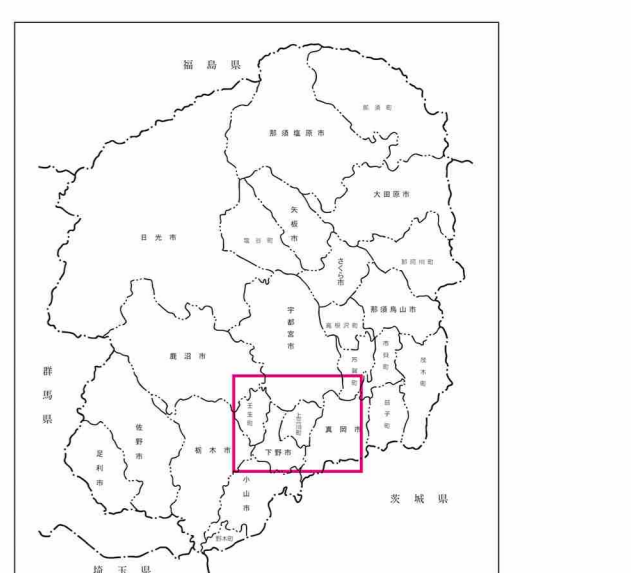 福島県
那須町
那須塩原市
大田原市
矢板市
日光市
塩谷町
那珂川町
さくら市
宇都宮市
那須烏山市
高根沢町
鹿沼市
市貝町
芳賀町
茂木町
群馬県
壬生町
益子町
上三川町
佐野市
真岡市
栃木市
下野市
足利市
小山市
茨城県
野木町
埼玉県